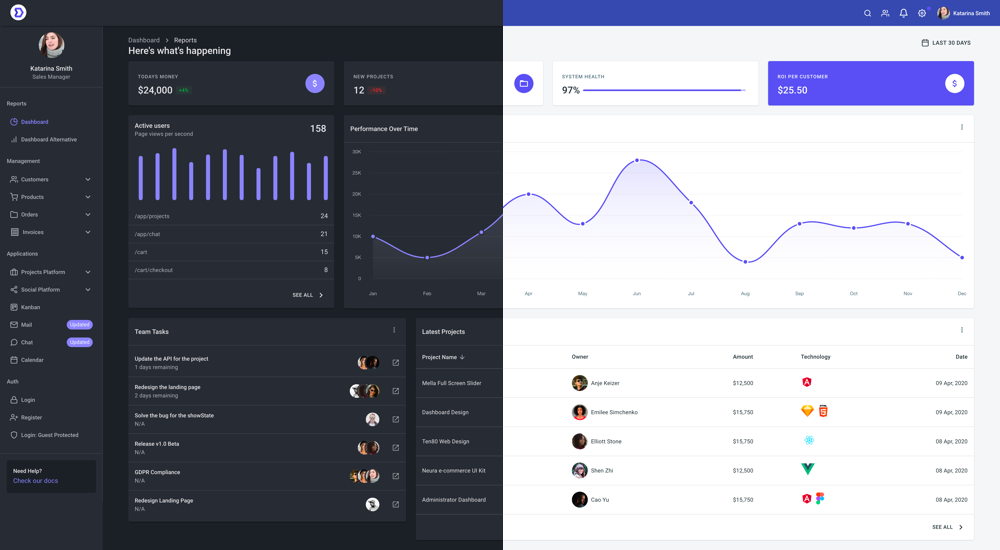 Katarina Smith
Katarina Smith
Sales Manager
Reports
Dashboard
Dashboard Alternative
Management
Customers
Products
Orders
Invoices
Applications
Projects Platform
Social Platform
Kanban
Mail
Updated
Chat
Updated
Calendar
Auth
Login
Register
Login: Guest Protected
Need Help?
Check our docs
Dashboard > Reports
Here's what's happening
LAST 30 DAYS
TODAYS MONEY
$24,000 +4%
$
NEW PROJECTS
12 -10%
SYSTEM HEALTH
97%
ROI PER CUSTOMER
$25.50
$
Active users
158
Page views per second
/app/projects 24
/app/chat 21
/cart 15
/cart/checkout 8
SEE ALL
Performance Over Time
30K
25K
20K
15K
10K
5K
0
Jan Feb Mar Apr May Jun Jul Aug Sep Oct Nov Dec
Team Tasks
Update the API for the project
1 days remaining
Redesign the landing page
2 days remaining
Solve the bug for the showState
N/A
Release v1.0 Beta
N/A
GDPR Compliance
N/A
Redesign Landing Page
N/A
Latest Projects
Project Name Owner Amount Technology Date
Mella Full Screen Slider Anje Keizer $12,500 09 Apr, 2020
Dashboard Design Emilee Simchenko $15,750 09 Apr, 2020
Ten80 Web Design Elliott Stone $15,750 08 Apr, 2020
Neura e-commerce UI Kit Shen Zhi $12,500 08 Apr, 2020
Administrator Dashboard Cao Yu $15,750 08 Apr, 2020
SEE ALL